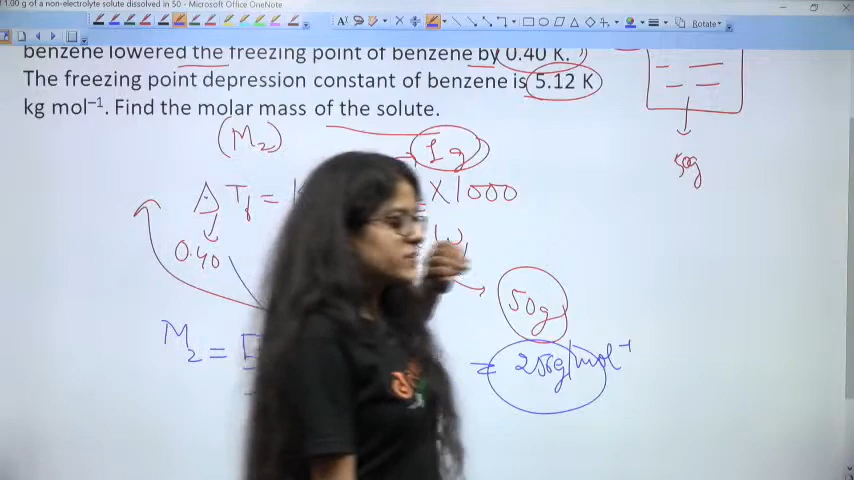 1.00 g of a non-electrolyte solute dissolved in 50 - Microsoft OneNote
Rotate
benzene lowered the freezing point of benzene by 0.40 K.
The freezing point depression constant of benzene is 5.12 K
kg mol⁻¹. Find the molar mass of the solute.
(M₂)
1g
50g
ΔT_f = K × 1000
0.40
50g
M₂ = 5 = 256g/mol⁻¹